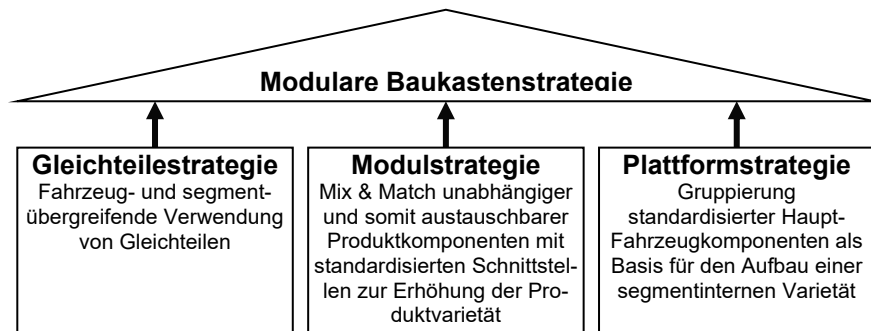 Modulare Baukastenstrategie
Gleichteilestrategie
Fahrzeug- und segment-
übergreifende Verwendung
von Gleichteilen
Modulstrategie
Mix & Match unabhängiger
und somit austauschbarer
Produktkomponenten mit
standardisierten Schnittstel-
len zur Erhöhung der Pro-
duktvarietät
Plattformstrategie
Gruppierung
standardisierter Haupt-
Fahrzeugkomponenten als
Basis für den Aufbau einer
segmentinternen Varietät